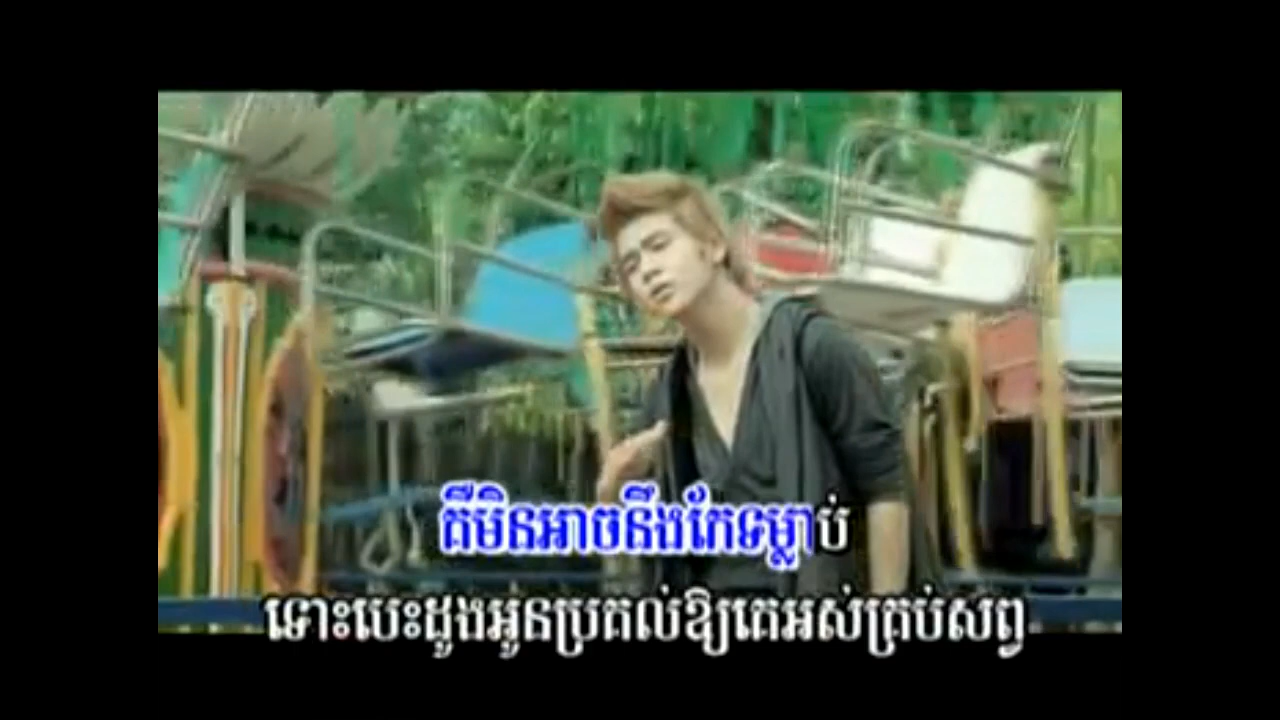 គឺមិនអាចនឹងកែទម្លាប់
ទោះបេះដូងអូនប្រគល់ឱ្យគេអស់គ្រប់សព្វ